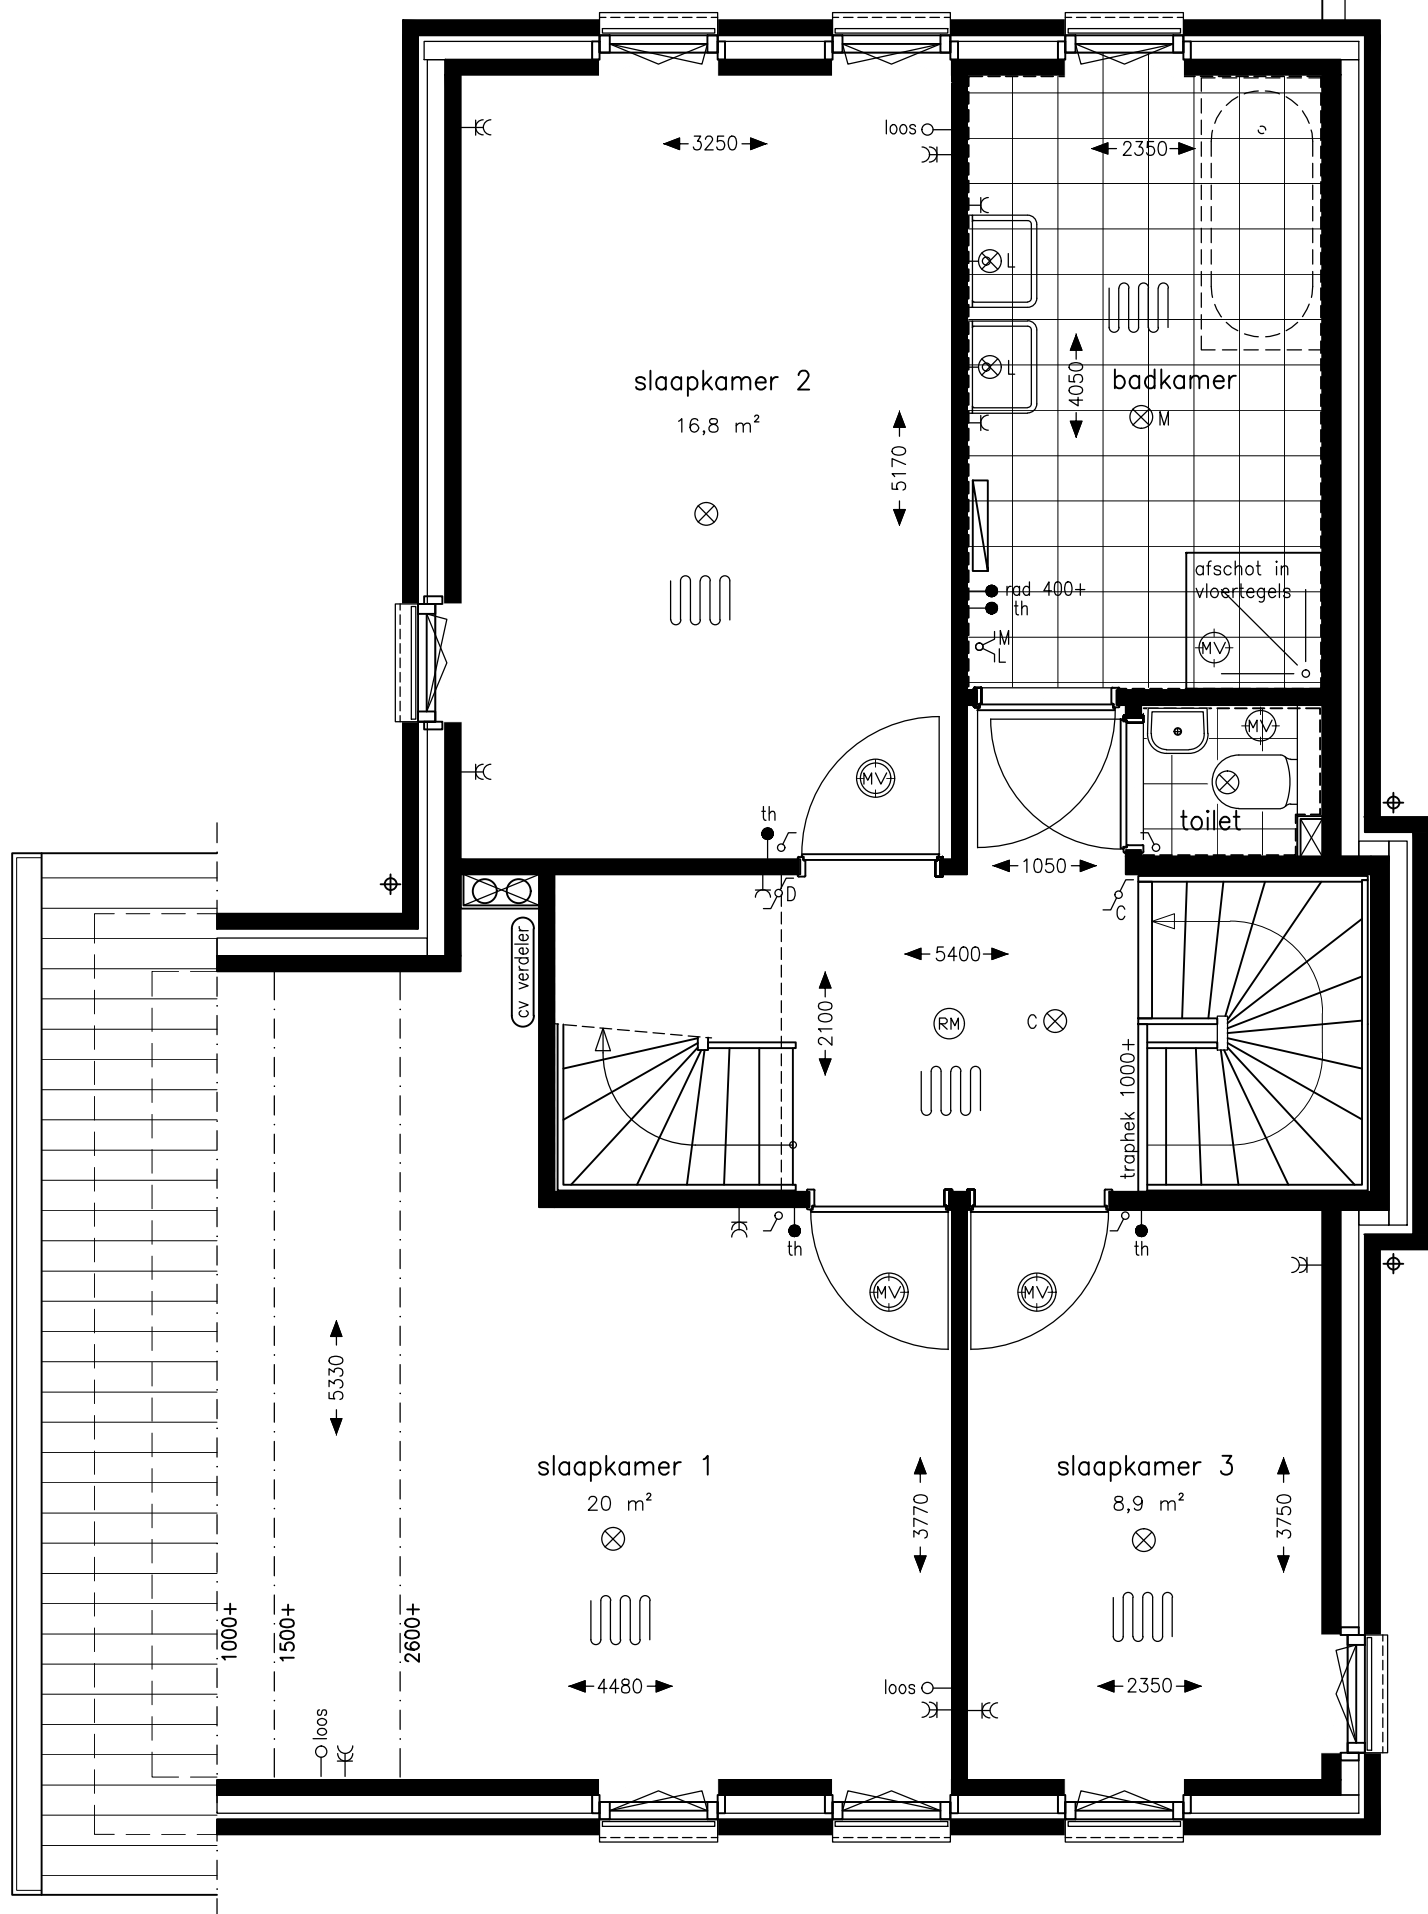 loos
3250
2350
L
L
slaapkamer 2
16,8 m²
badkamer
4050
M
5170
afschot in
vloertegels
rad 400+
th
M
L
MV
MV
MV
th
toilet
1050
D
C
cv verdeler
5400
2100
RM
C
traphek 1000+
th
th
MV
MV
5330
slaapkamer 1
20 m²
3770
slaapkamer 3
8,9 m²
3750
1000+
1500+
2600+
4480
loos
2350
loos